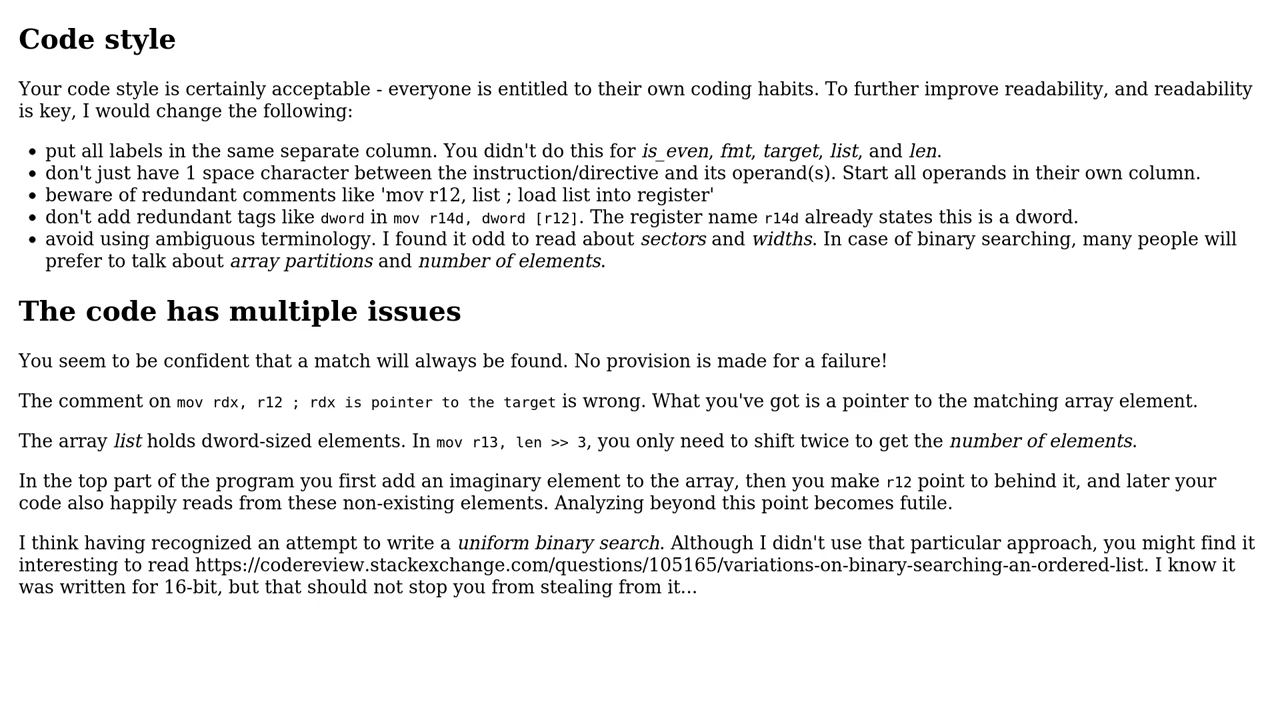 Code style
Your code style is certainly acceptable - everyone is entitled to their own coding habits. To further improve readability, and readability
is key, I would change the following:
• put all labels in the same separate column. You didn't do this for is_even, fmt, target, list, and len.
• don't just have 1 space character between the instruction/directive and its operand(s). Start all operands in their own column.
• beware of redundant comments like 'mov r12, list ; load list into register'
• don't add redundant tags like dword in mov r14d, dword [r12]. The register name r14d already states this is a dword.
• avoid using ambiguous terminology. I found it odd to read about sectors and widths. In case of binary searching, many people will
prefer to talk about array partitions and number of elements.
The code has multiple issues
You seem to be confident that a match will always be found. No provision is made for a failure!
The comment on mov rdx, r12 ; rdx is pointer to the target is wrong. What you've got is a pointer to the matching array element.
The array list holds dword-sized elements. In mov r13, len >> 3, you only need to shift twice to get the number of elements.
In the top part of the program you first add an imaginary element to the array, then you make r12 point to behind it, and later your
code also happily reads from these non-existing elements. Analyzing beyond this point becomes futile.
I think having recognized an attempt to write a uniform binary search. Although I didn't use that particular approach, you might find it
interesting to read https://codereview.stackexchange.com/questions/105165/variations-on-binary-searching-an-ordered-list. I know it
was written for 16-bit, but that should not stop you from stealing from it...